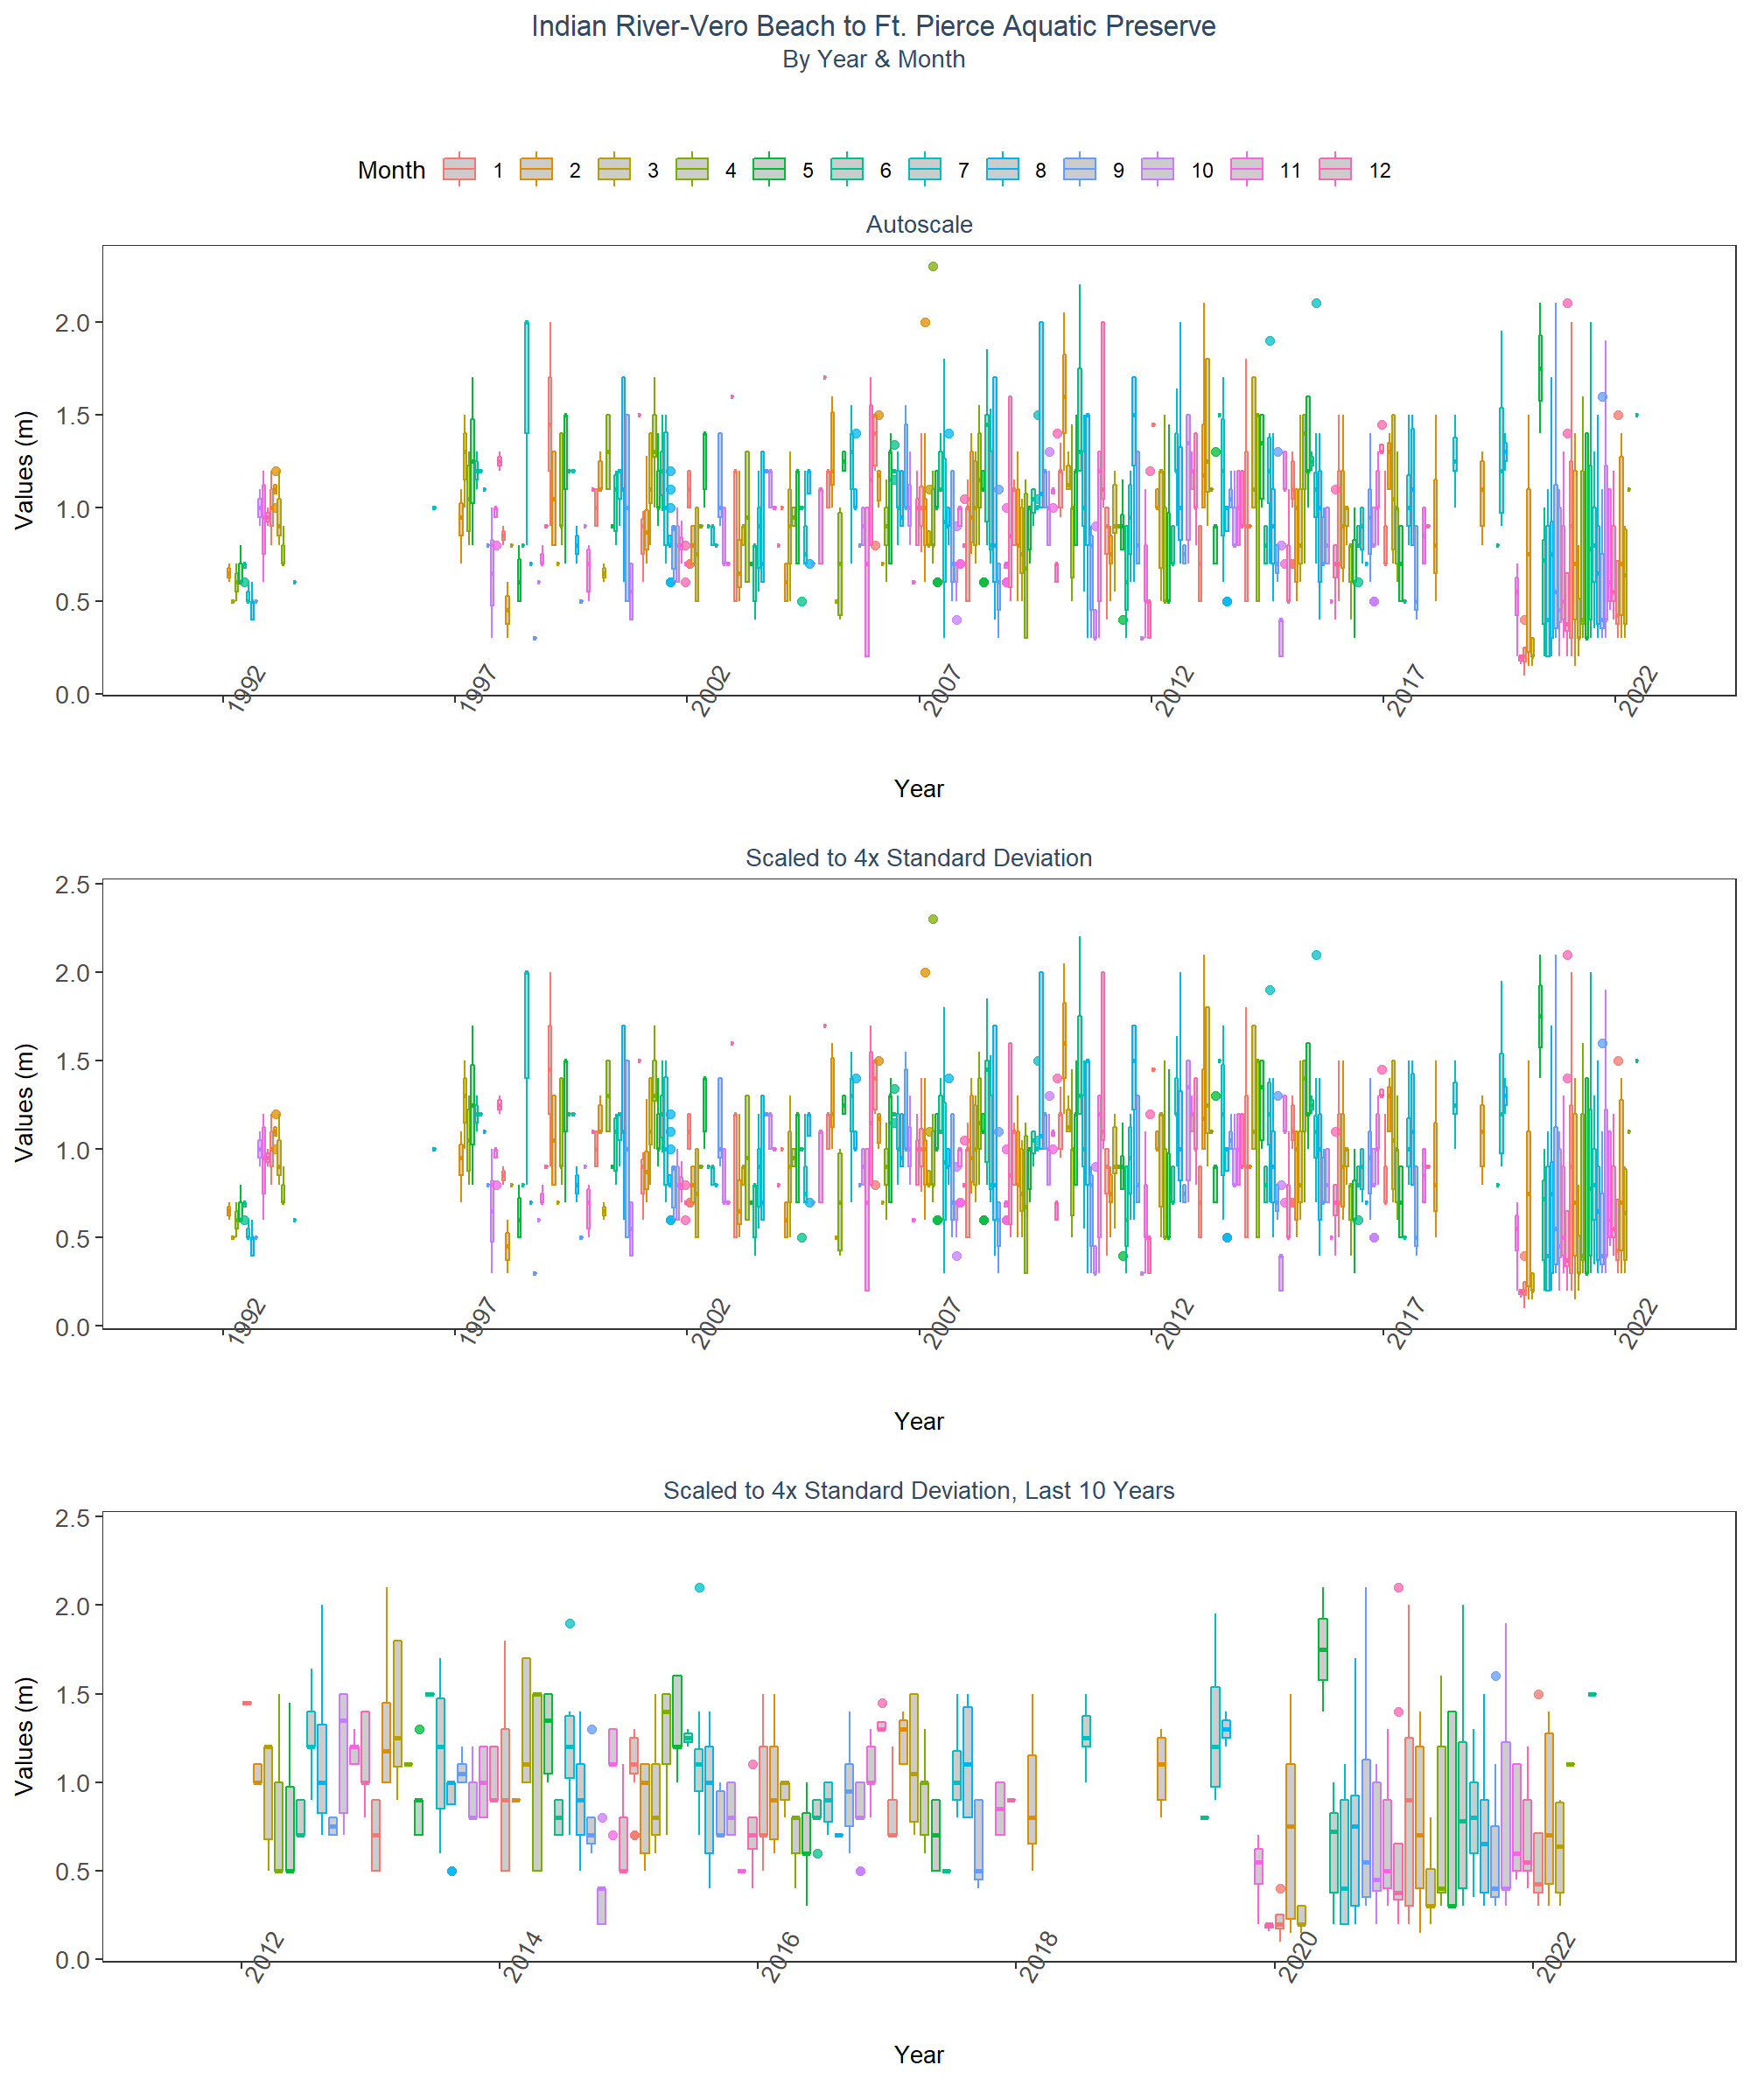 Indian River-Vero Beach to Ft. Pierce Aquatic Preserve
By Year & Month
Month 1 2 3 4 5 6 7 8 9 10 11 12
Autoscale
Values (m)
2.0
1.5
1.0
0.5
0.0
1992 1997 2002 2007 2012 2017 2022
Year
Scaled to 4x Standard Deviation
Values (m)
2.5
2.0
1.5
1.0
0.5
0.0
1992 1997 2002 2007 2012 2017 2022
Year
Scaled to 4x Standard Deviation, Last 10 Years
Values (m)
2.5
2.0
1.5
1.0
0.5
0.0
2012 2014 2016 2018 2020 2022
Year